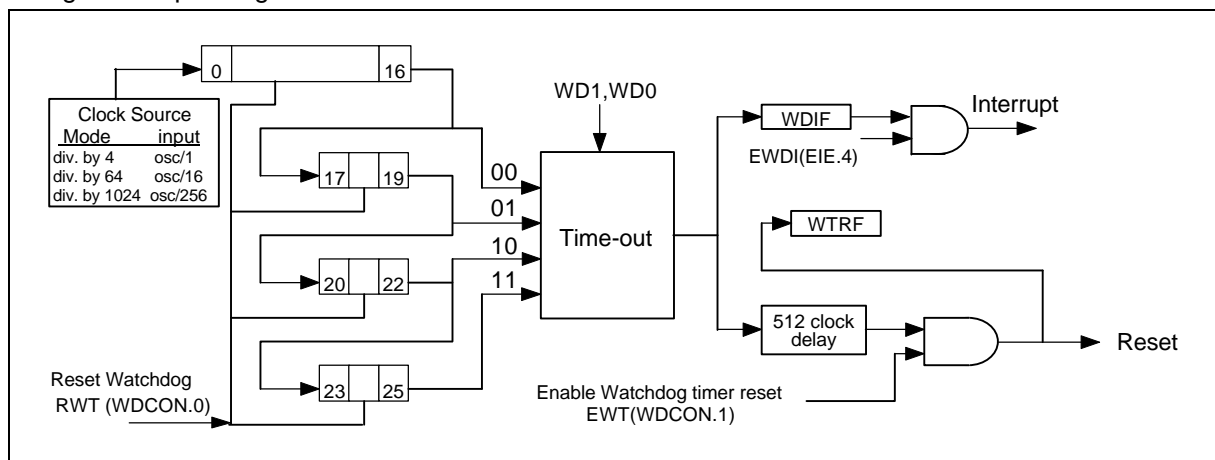 0
16
Clock Source
Mode input
div. by 4 osc/1
div. by 64 osc/16
div. by 1024 osc/256
17 19
20 22
23 25
Reset Watchdog
RWT (WDCON.0)
WD1,WD0
00
01
10
11
Time-out
WDIF
EWDI(EIE.4)
Interrupt
WTRF
512 clock
delay
Enable Watchdog timer reset
EWT(WDCON.1)
Reset